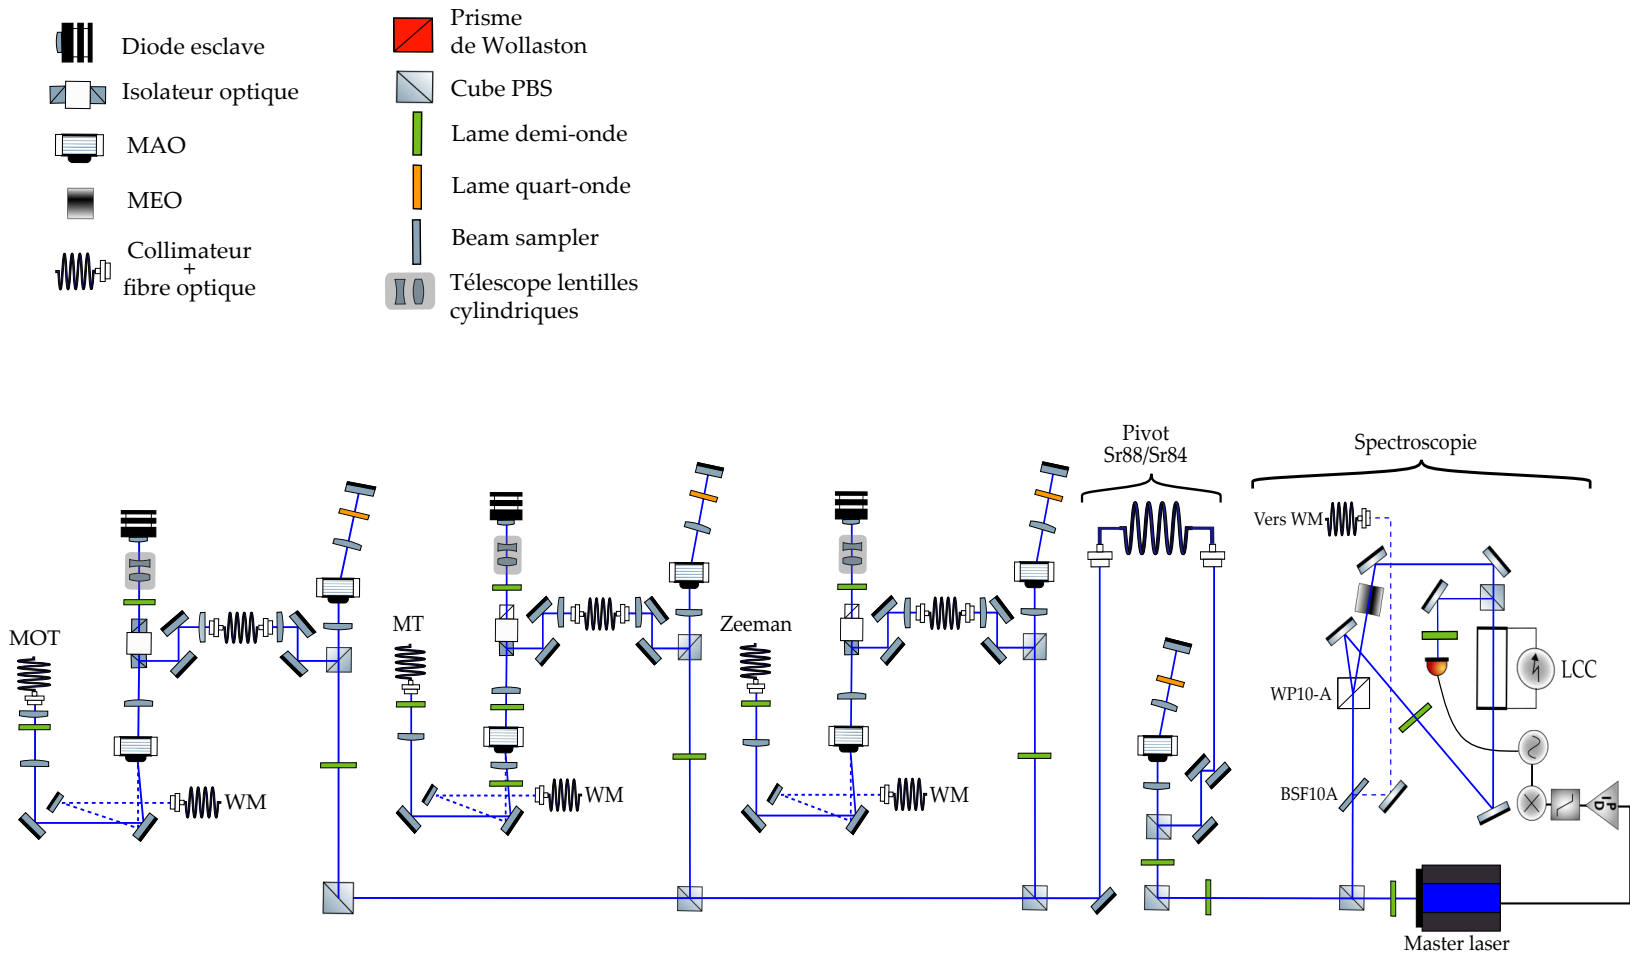 Diode esclave
Isolateur optique
MAO
MEO
Collimateur
+
fibre optique
Prisme
de Wollaston
Cube PBS
Lame demi-onde
Lame quart-onde
Beam sampler
Télescope lentilles
cylindriques
Pivot
Sr88/Sr84
Spectroscopie
Vers WM
MOT
MT
Zeeman
LCC
WP10-A
BSF10A
WM
WM
WM
P
I
D
Master laser